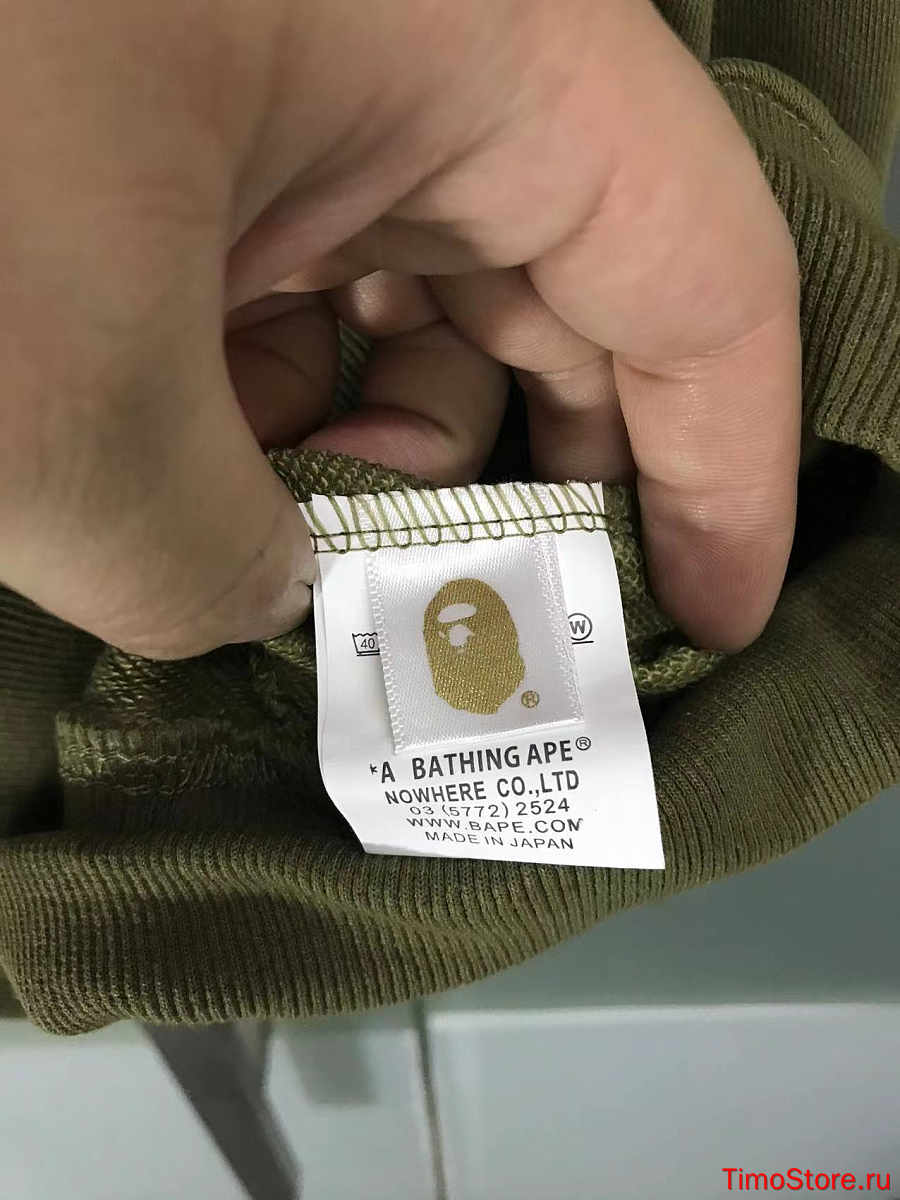 40
W
®
*A BATHING APE®
NOWHERE CO.,LTD
03 (5772) 2524
WWW.BAPE.COM
MADE IN JAPAN
TimoStore.ru